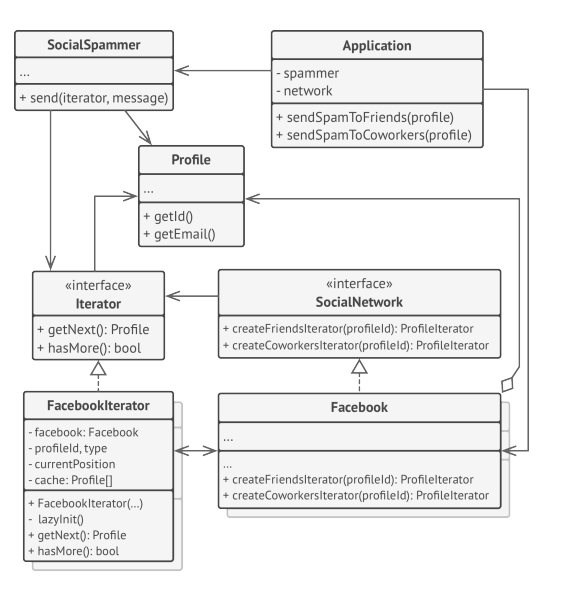 SocialSpammer
...
+ send(iterator, message)
Application
- spammer
- network
+ sendSpamToFriends(profile)
+ sendSpamToCoworkers(profile)
Profile
...
+ getId()
+ getEmail()
«interface»
Iterator
+ getNext(): Profile
+ hasMore(): bool
«interface»
SocialNetwork
+ createFriendsIterator(profileId): ProfileIterator
+ createCoworkersIterator(profileId): ProfileIterator
FacebookIterator
- facebook: Facebook
- profileId, type
- currentPosition
- cache: Profile[]
+ FacebookIterator(...)
- lazyInit()
+ getNext(): Profile
+ hasMore(): bool
Facebook
...
...
+ createFriendsIterator(profileId): ProfileIterator
+ createCoworkersIterator(profileId): ProfileIterator